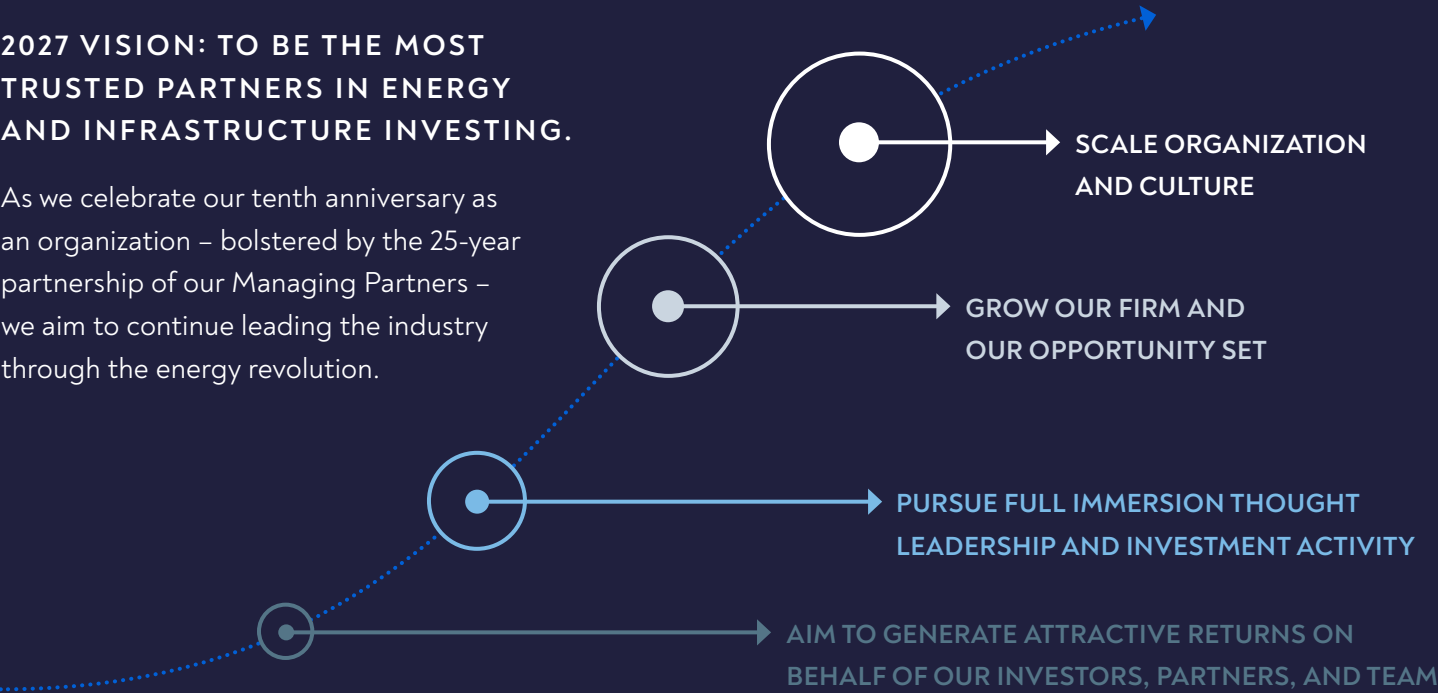 2027 VISION: TO BE THE MOST
TRUSTED PARTNERS IN ENERGY
AND INFRASTRUCTURE INVESTING.
As we celebrate our tenth anniversary as
an organization – bolstered by the 25-year
partnership of our Managing Partners –
we aim to continue leading the industry
through the energy revolution.
SCALE ORGANIZATION
AND CULTURE
GROW OUR FIRM AND
OUR OPPORTUNITY SET
PURSUE FULL IMMERSION THOUGHT
LEADERSHIP AND INVESTMENT ACTIVITY
AIM TO GENERATE ATTRACTIVE RETURNS ON
BEHALF OF OUR INVESTORS, PARTNERS, AND TEAM